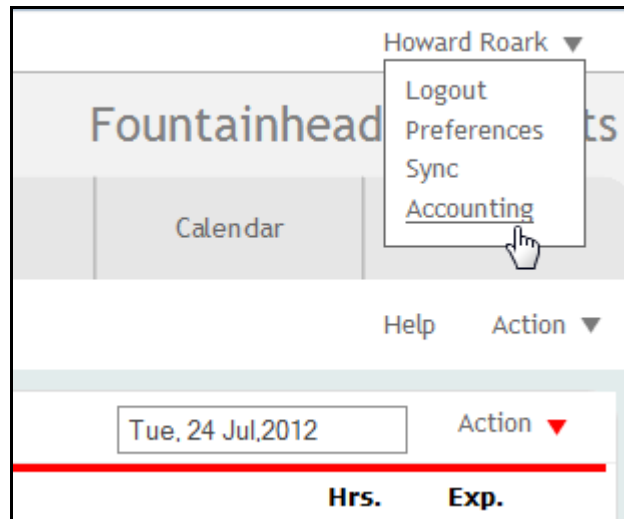 Howard Roark
Logout
Preferences
Sync
Accounting
Fountainhead
Calendar
Help Action
Tue, 24 Jul,2012 Action
Hrs. Exp.